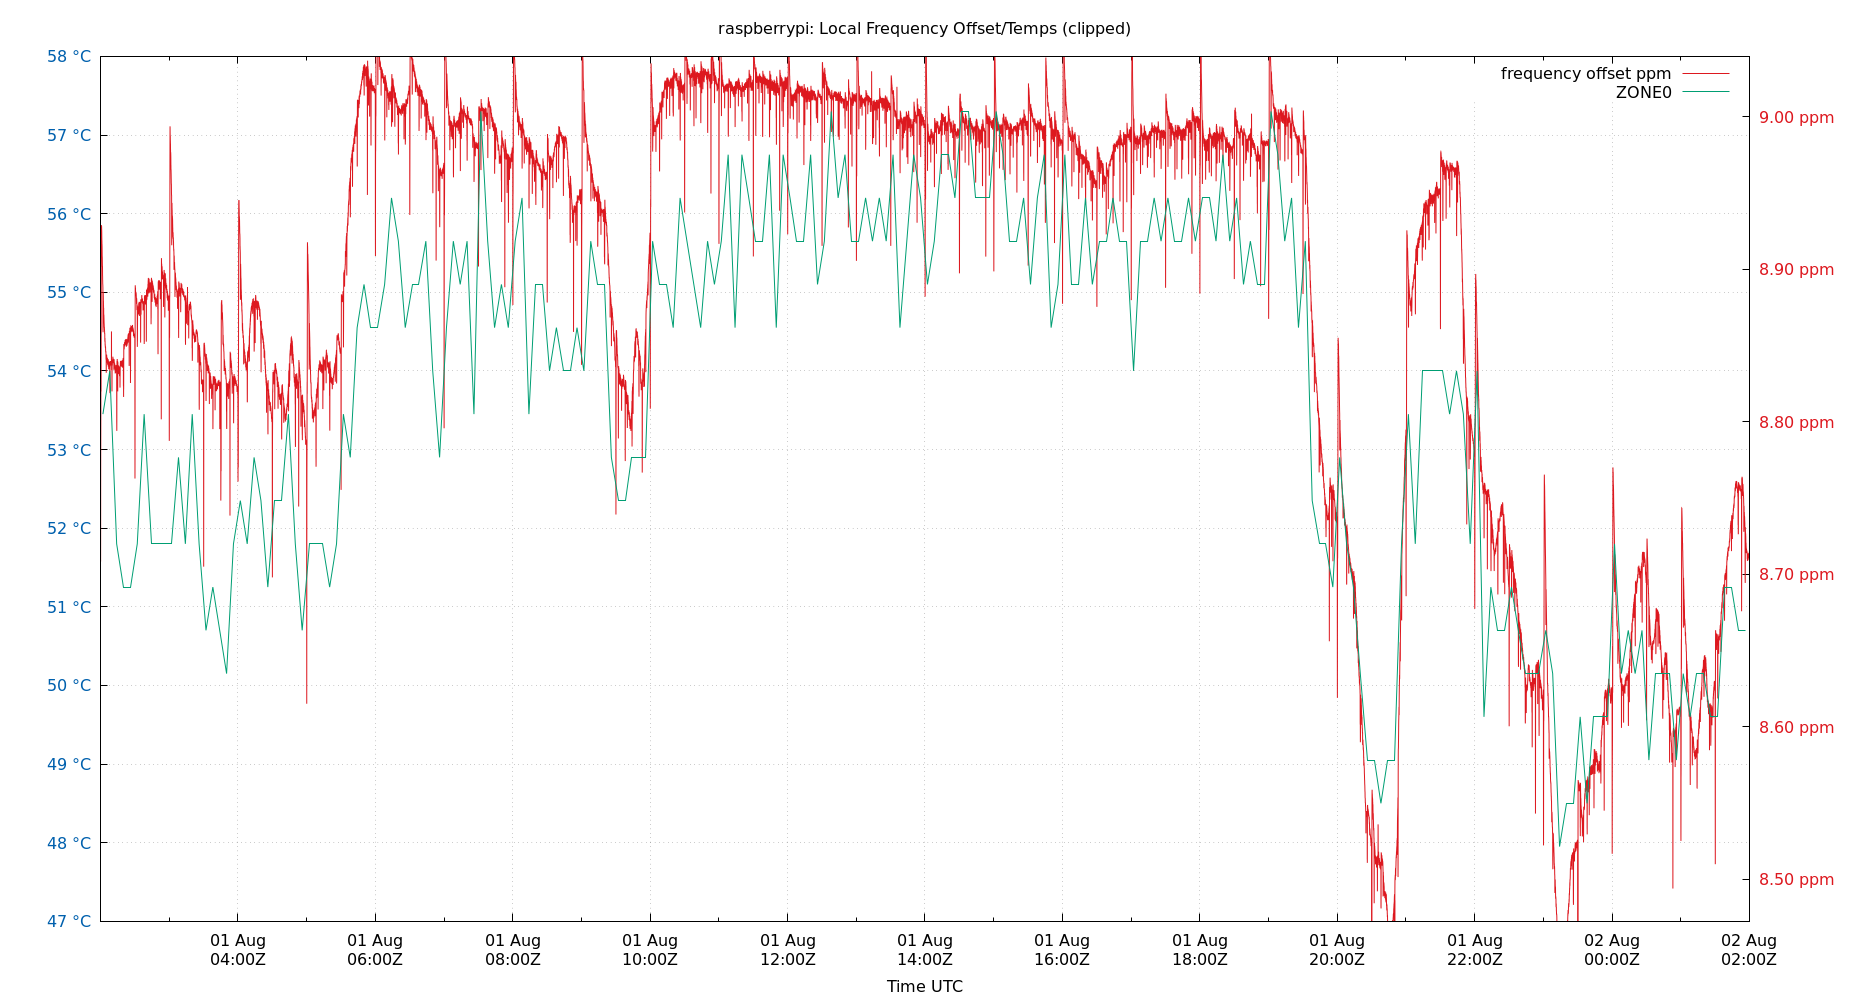 raspberrypi: Local Frequency Offset/Temps (clipped)
58 °C
57 °C
56 °C
55 °C
54 °C
53 °C
52 °C
51 °C
50 °C
49 °C
48 °C
47 °C
frequency offset ppm
ZONE0
9.00 ppm
8.90 ppm
8.80 ppm
8.70 ppm
8.60 ppm
8.50 ppm
01 Aug 01 Aug 01 Aug 01 Aug 01 Aug 01 Aug 01 Aug 01 Aug 01 Aug 01 Aug 02 Aug 02 Aug
04:00Z 06:00Z 08:00Z 10:00Z 12:00Z 14:00Z 16:00Z 18:00Z 20:00Z 22:00Z 00:00Z 02:00Z
Time UTC